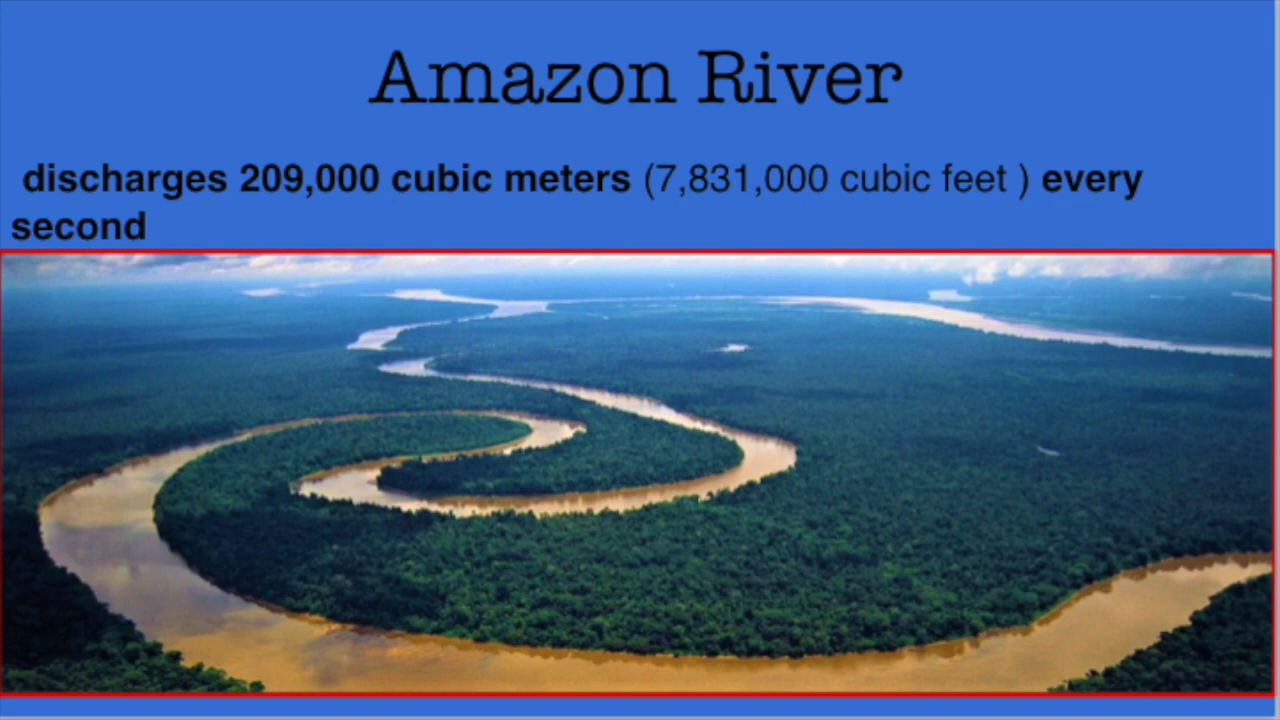 Amazon River
discharges 209,000 cubic meters (7,831,000 cubic feet ) every
second